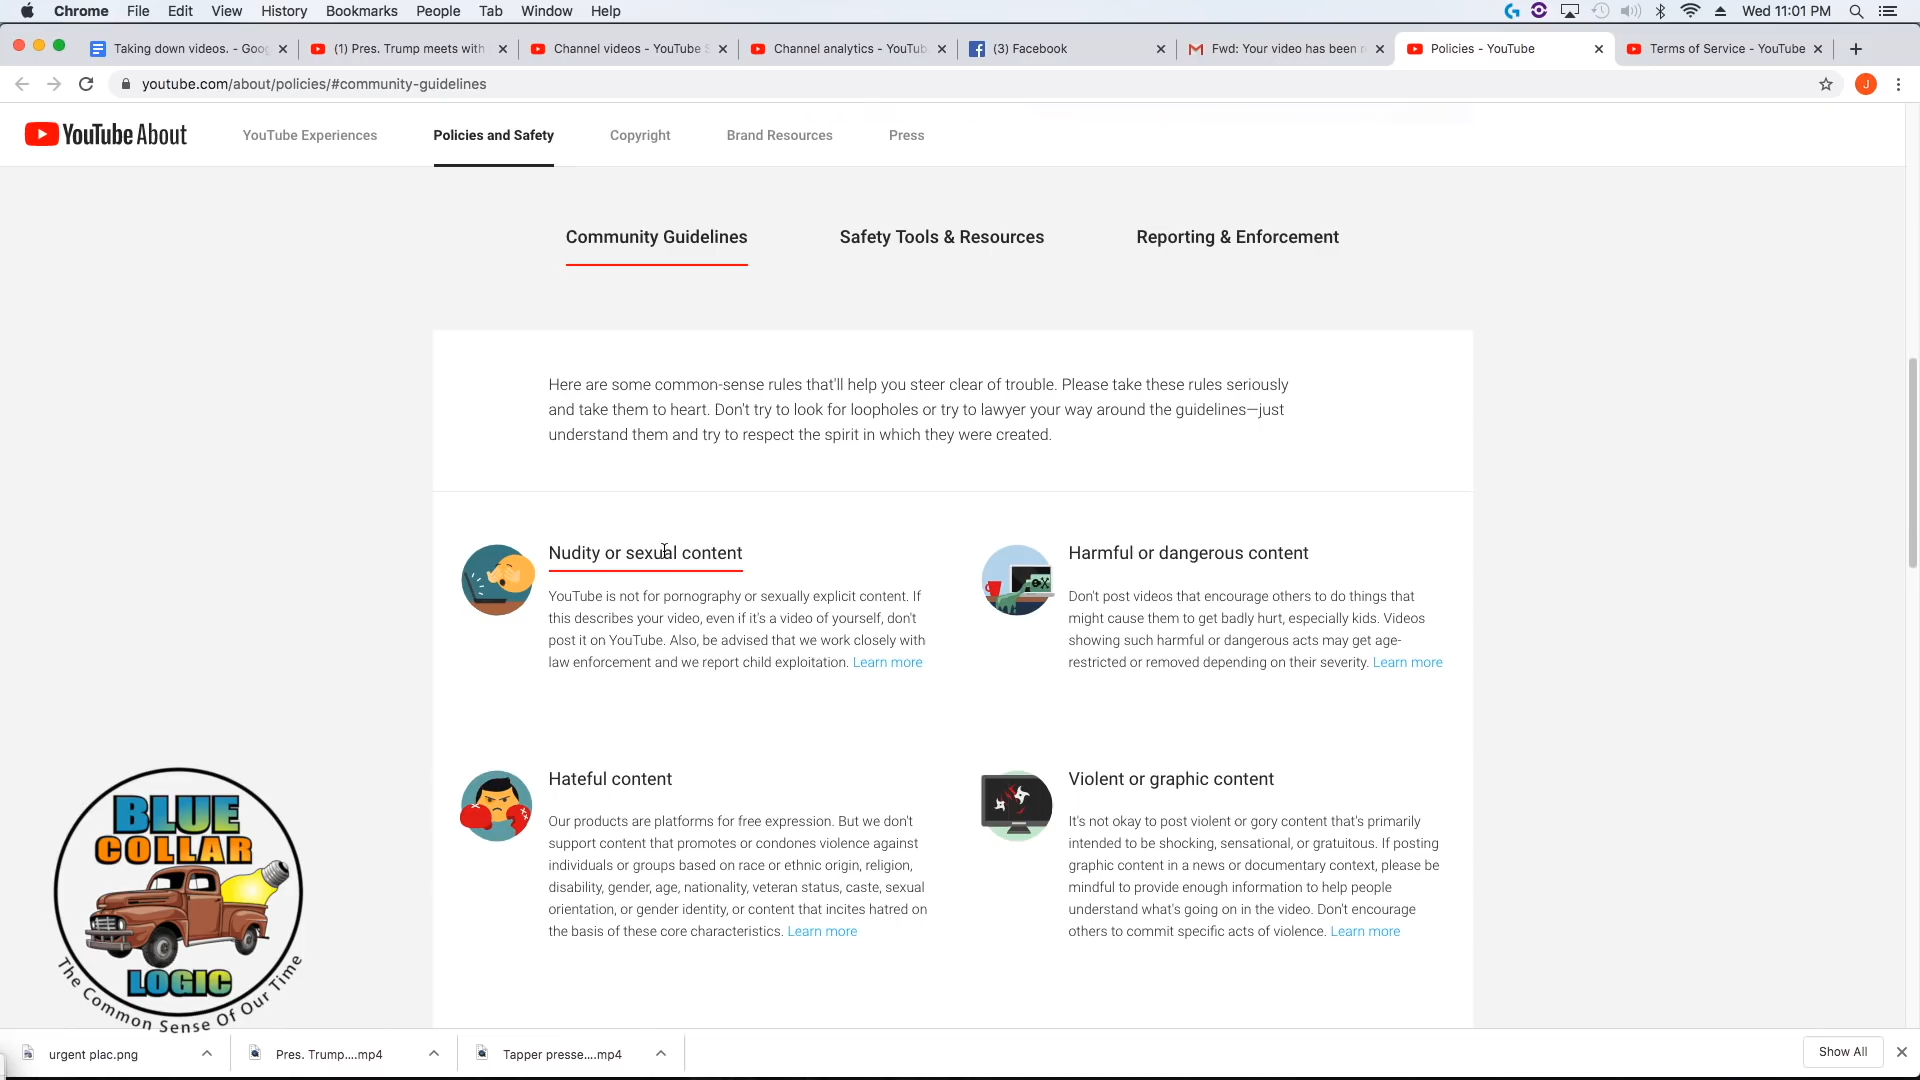 Chrome File Edit View History Bookmarks People Tab Window Help Wed 11:01 PM
Taking down videos. - Goog (1) Pres. Trump meets with Channel videos - YouTube S Channel analytics - YouTub (3) Facebook Fwd: Your video has been r Policies - YouTube Terms of Service - YouTube
youtube.com/about/policies/#community-guidelines J
YouTube About YouTube Experiences Policies and Safety Copyright Brand Resources Press
Community Guidelines Safety Tools & Resources Reporting & Enforcement
Here are some common-sense rules that'll help you steer clear of trouble. Please take these rules seriously
and take them to heart. Don't try to look for loopholes or try to lawyer your way around the guidelines—just
understand them and try to respect the spirit in which they were created.
Nudity or sexual content
YouTube is not for pornography or sexually explicit content. If
this describes your video, even if it's a video of yourself, don't
post it on YouTube. Also, be advised that we work closely with
law enforcement and we report child exploitation. Learn more
Harmful or dangerous content
Don't post videos that encourage others to do things that
might cause them to get badly hurt, especially kids. Videos
showing such harmful or dangerous acts may get age-
restricted or removed depending on their severity. Learn more
Hateful content
Our products are platforms for free expression. But we don't
support content that promotes or condones violence against
individuals or groups based on race or ethnic origin, religion,
disability, gender, age, nationality, veteran status, caste, sexual
orientation, or gender identity, or content that incites hatred on
the basis of these core characteristics. Learn more
Violent or graphic content
It's not okay to post violent or gory content that's primarily
intended to be shocking, sensational, or gratuitous. If posting
graphic content in a news or documentary context, please be
mindful to provide enough information to help people
understand what's going on in the video. Don't encourage
others to commit specific acts of violence. Learn more
BLUE
COLLAR
LOGIC
The Common Sense Of Our Time
urgent plac.png Pres. Trump....mp4 Tapper presse....mp4 Show All